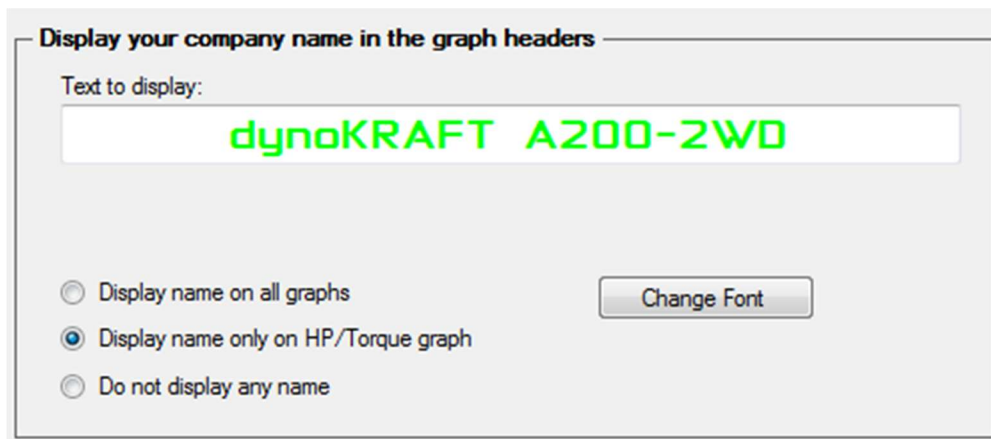 Display your company name in the graph headers
Text to display:
dynoKRAFT A200-2WD
Display name on all graphs
Change Font
Display name only on HP/Torque graph
Do not display any name